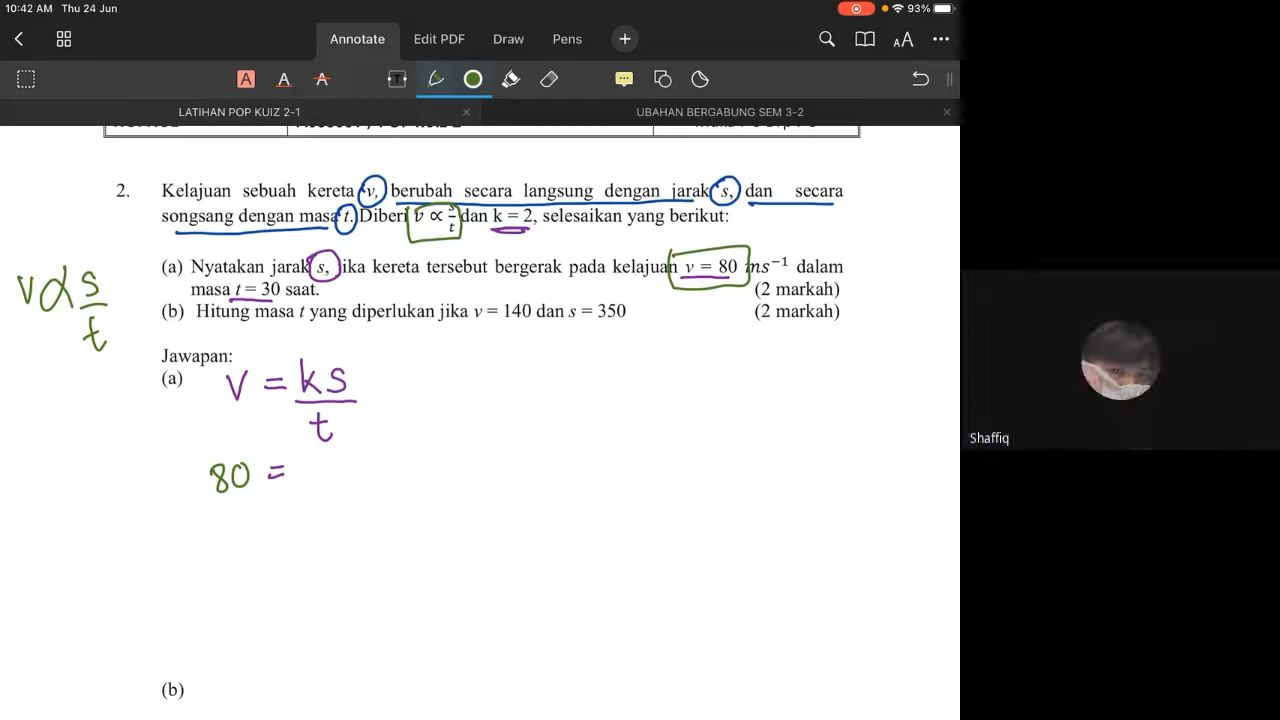 10:42 AM Thu 24 Jun 93%
Annotate Edit PDF Draw Pens
LATIHAN POP KUIZ 2-1 UBAHAN BERGABUNG SEM 3-2
2. Kelajuan sebuah kereta v, berubah secara langsung dengan jarak s, dan secara
songsang dengan masa t. Diberi v ∝ s/t dan k = 2, selesaikan yang berikut:
(a) Nyatakan jarak s, jika kereta tersebut bergerak pada kelajuan v = 80 ms⁻¹ dalam
masa t = 30 saat. (2 markah)
(b) Hitung masa t yang diperlukan jika v = 140 dan s = 350 (2 markah)
v ∝ s/t
Jawapan:
(a) v = ks/t
80 =
(b)
Shaffiq